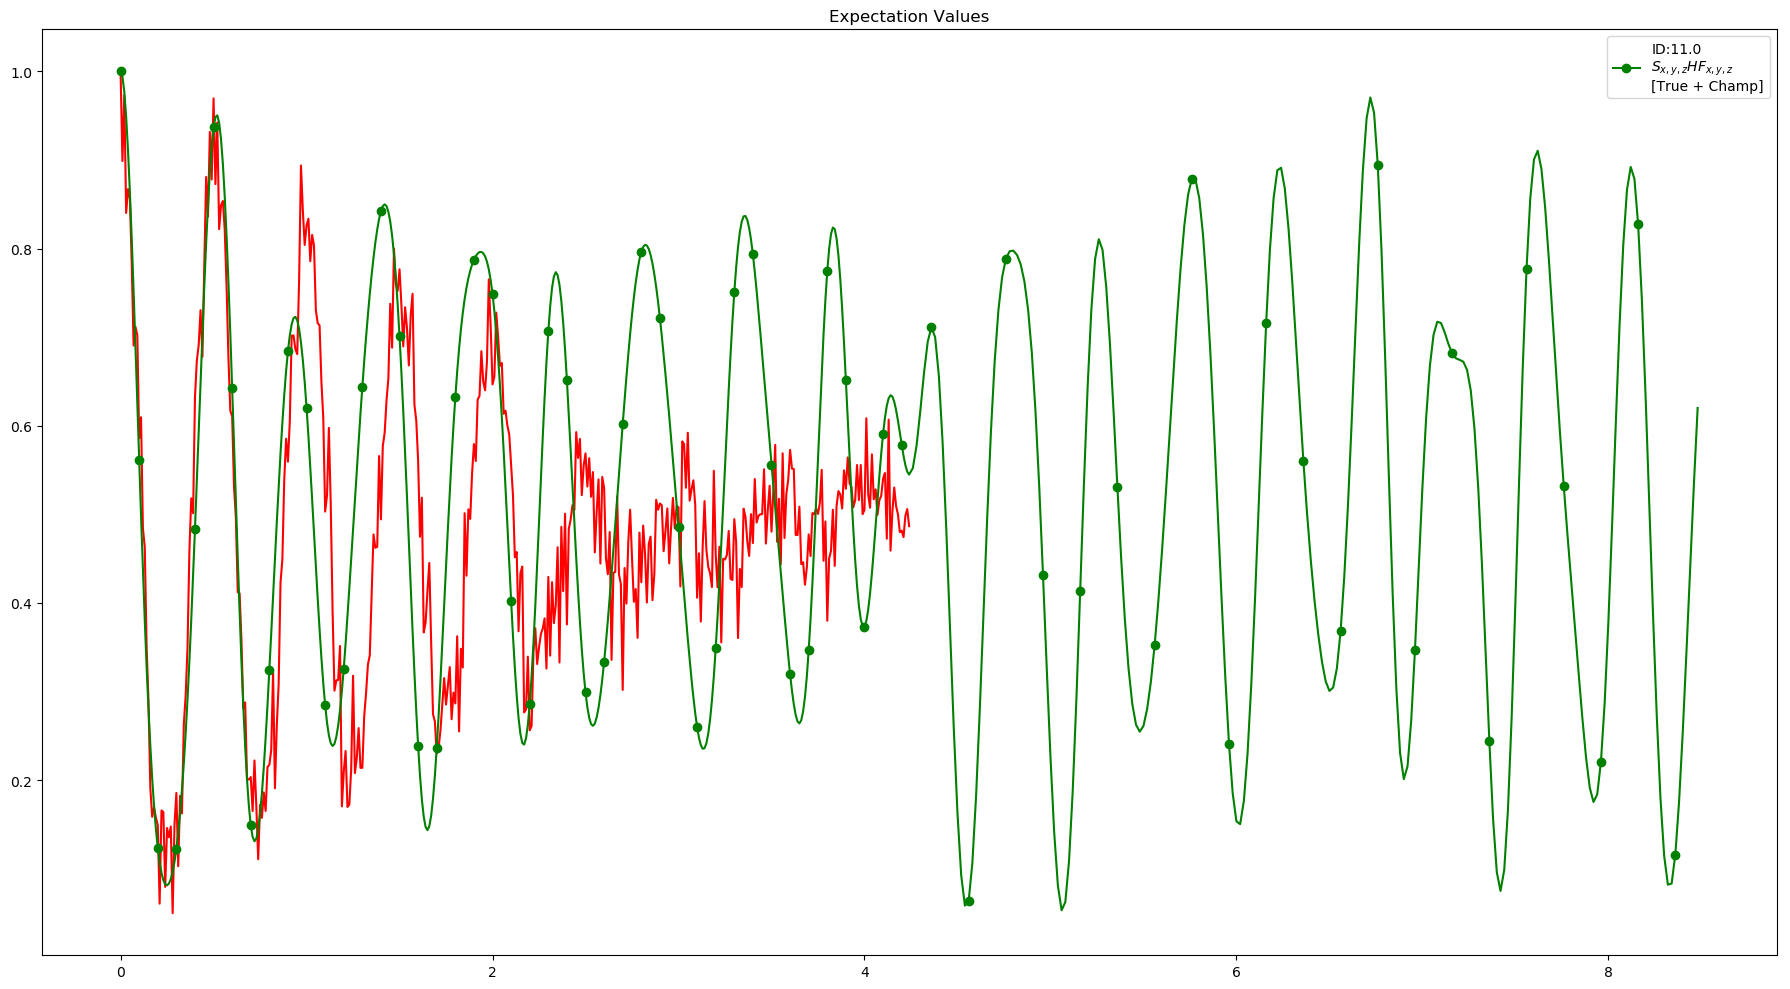 Expectation Values
ID:11.0
S_{x,y,z}HF_{x,y,z}
[True + Champ]
1.0
0.8
0.6
0.4
0.2
0 2 4 6 8